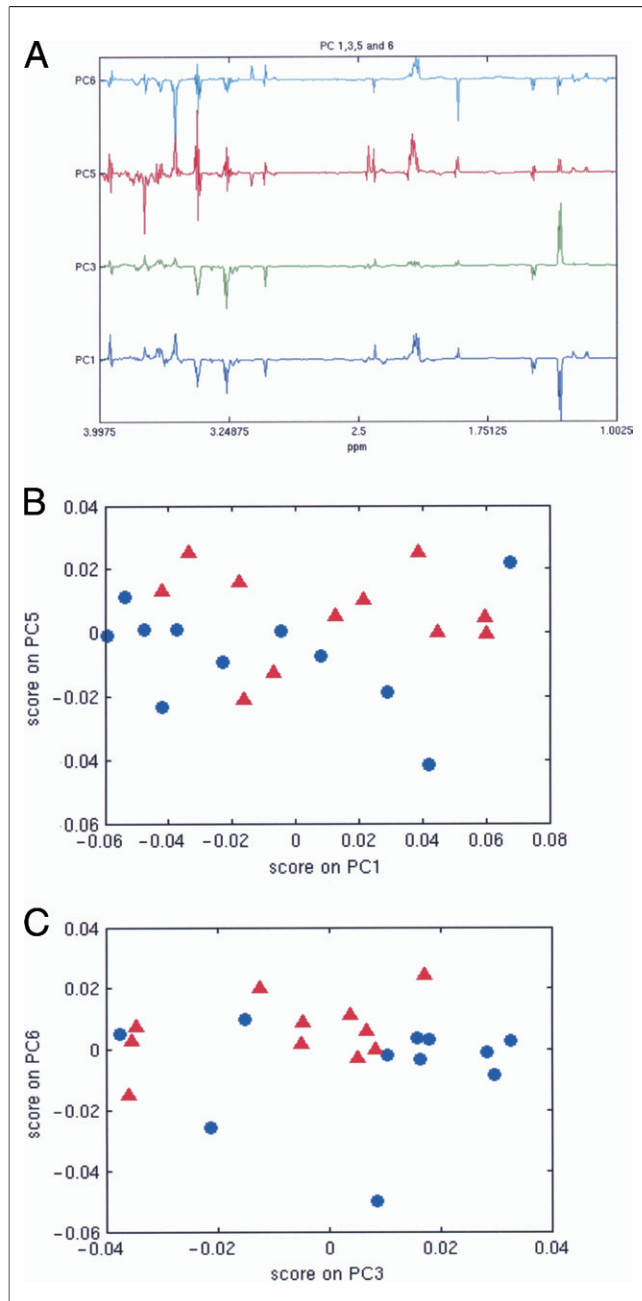 A
PC 1,3,5 and 6
PC6
PC5
PC3
PC1
3.9975 3.24875 2.5 1.75125 1.0025
ppm
B
0.04
0.02
0
−0.02
-0.04
-0.06
score on PC5
−0.06 −0.04 −0.02 0 0.02 0.04 0.06 0.08
score on PC1
C
0.04
0.02
0
−0.02
−0.04
−0.06
score on PC6
−0.04 −0.02 0 0.02 0.04
score on PC3